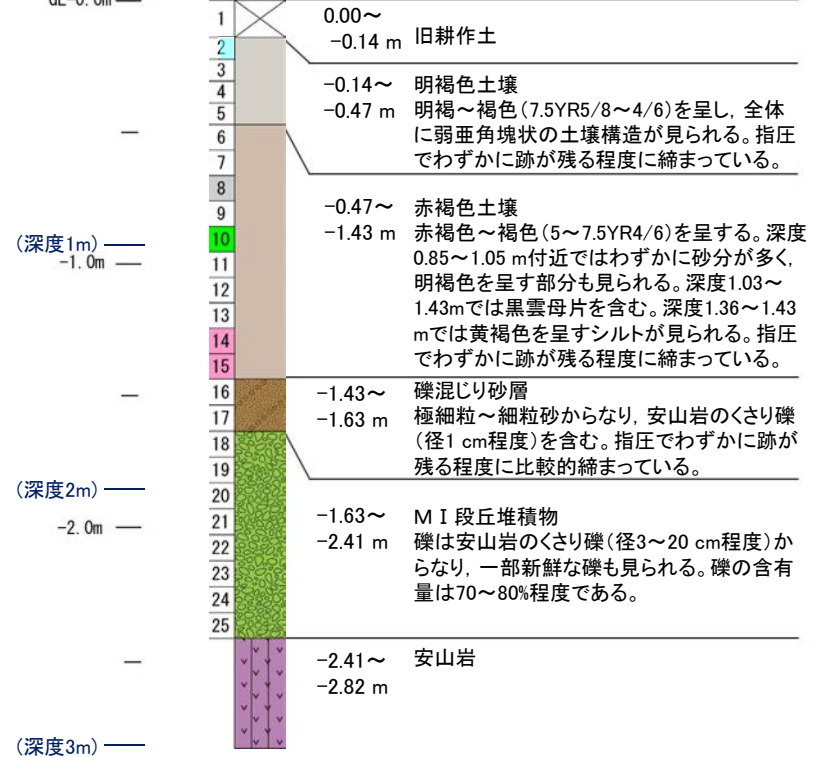 1
2
3
4
5
6
7
8
9
10
11
12
13
14
15
16
17
18
19
20
21
22
23
24
25
(深度1m)
-1.0m
(深度2m)
-2.0m
(深度3m)
0.00~
-0.14 m 旧耕作土
-0.14~ 明褐色土壌
-0.47 m 明褐~褐色(7.5YR5/8~4/6)を呈し,全体
に弱亜角塊状の土壌構造が見られる。指圧
でわずかに跡が残る程度に締まっている。
-0.47~ 赤褐色土壌
-1.43 m 赤褐色~褐色(5~7.5YR4/6)を呈する。深度
0.85~1.05 m付近ではわずかに砂分が多く,
明褐色を呈す部分も見られる。深度1.03~
1.43mでは黒雲母片を含む。深度1.36~1.43
mでは黄褐色を呈すシルトが見られる。指圧
でわずかに跡が残る程度に締まっている。
-1.43~ 礫混じり砂層
-1.63 m 極細粒~細粒砂からなり,安山岩のくさり礫
(径1 cm程度)を含む。指圧でわずかに跡が
残る程度に比較的締まっている。
-1.63~ MⅠ段丘堆積物
-2.41 m 礫は安山岩のくさり礫(径3~20 cm程度)か
らなり,一部新鮮な礫も見られる。礫の含有
量は70~80%程度である。
-2.41~ 安山岩
-2.82 m